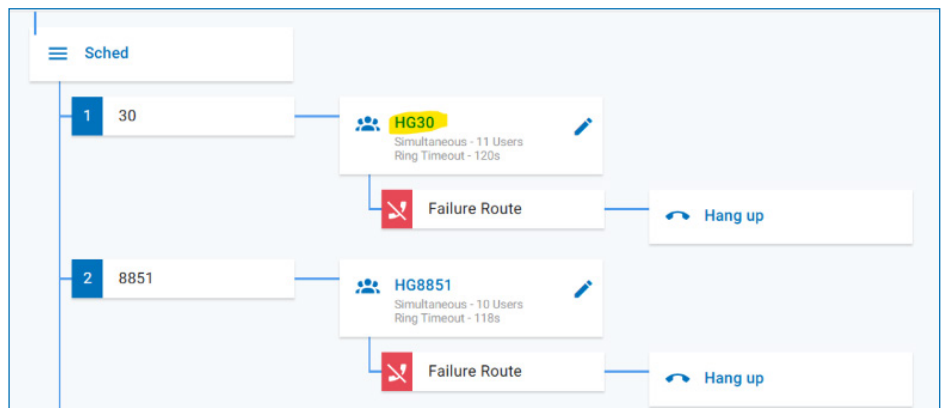 Sched
1 30
HG30
Simultaneous - 11 Users
Ring Timeout - 120s
Failure Route
Hang up
2 8851
HG8851
Simultaneous - 10 Users
Ring Timeout - 118s
Failure Route
Hang up